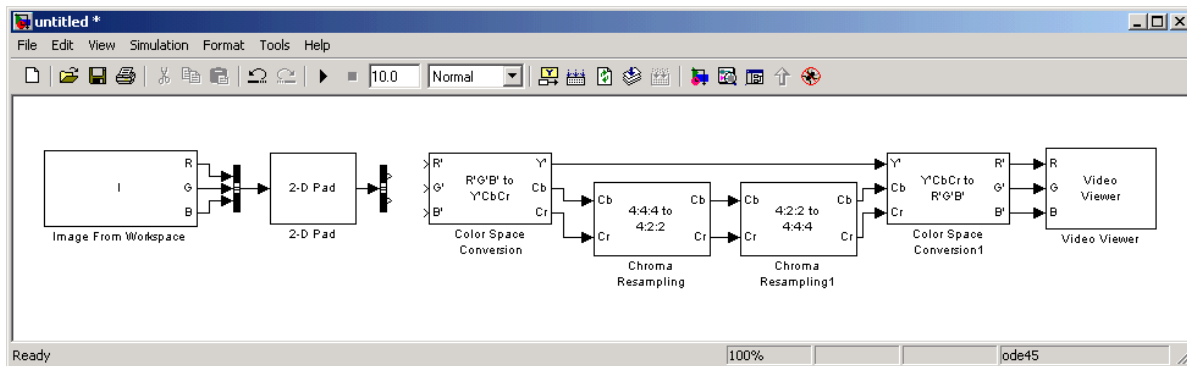 untitled *
File Edit View Simulation Format Tools Help
10.0 Normal
I
R
G
B
Image From Workspace
2-D Pad
2-D Pad
R'
G'
B'
R'G'B' to
Y'CbCr
Y'
Cb
Cr
Color Space
Conversion
Cb
Cr
4:4:4 to
4:2:2
Cb
Cr
Chroma
Resampling
Cb
Cr
4:2:2 to
4:4:4
Cb
Cr
Chroma
Resampling1
Y'
Cb
Cr
Y'CbCr to
R'G'B'
R'
G'
B'
Color Space
Conversion1
R
G
B
Video
Viewer
Video Viewer
Ready 100% ode45